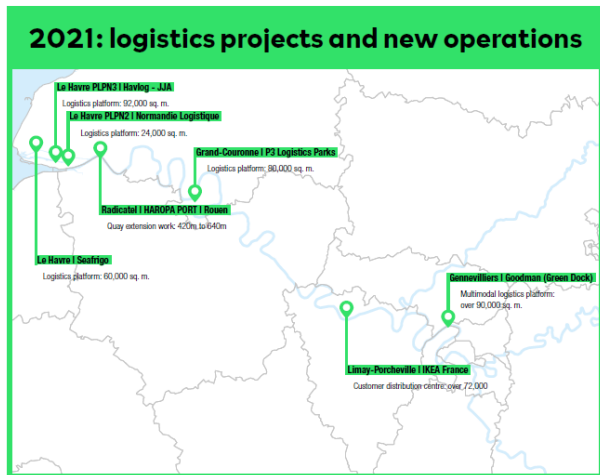 2021: logistics projects and new operations
Le Havre PLPN3 I Havlog - JJA
Logistics platform: 92,000 sq. m.
Le Havre PLPN2 I Normandie Logistique
Logistics platform: 24,000 sq. m.
Grand-Couronne I P3 Logistics Parks
Logistics platform: 80,000 sq. m.
Radicatel I HAROPA PORT I Rouen
Quay extension work: 420m to 640m
Le Havre I Seafrigo
Logistics platform: 60,000 sq. m.
Gennevilliers I Goodman (Green Dock)
Multimodal logistics platform:
over 90,000 sq. m.
Limay-Porcheville I IKEA France
Customer distribution centre: over 72,000